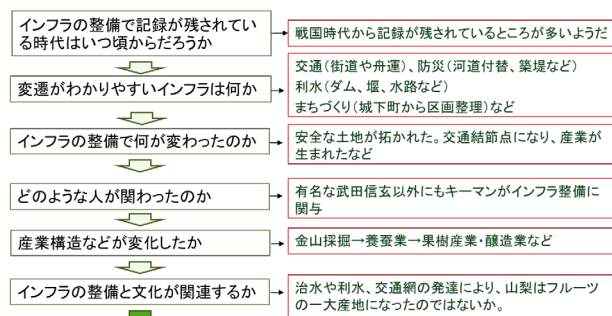 インフラの整備で記録が残されてい
る時代はいつ頃からだろうか
戦国時代から記録が残されているところが多いようだ
変遷がわかりやすいインフラは何か
交通(街道や舟運)、防災(河道付替、築堤など)
利水(ダム、堰、水路など)
まちづくり(城下町から区画整理)など
インフラの整備で何が変わったのか
安全な土地が拓かれた。交通結節点になり、産業が
生まれたなど
どのような人が関わったのか
有名な武田信玄以外にもキーマンがインフラ整備に
関与
産業構造などが変化したか
金山採掘→養蚕業→果樹産業・醸造業など
インフラの整備と文化が関連するか
治水や利水、交通網の発達により、山梨はフルーツ
の一大産地になったのではないか。